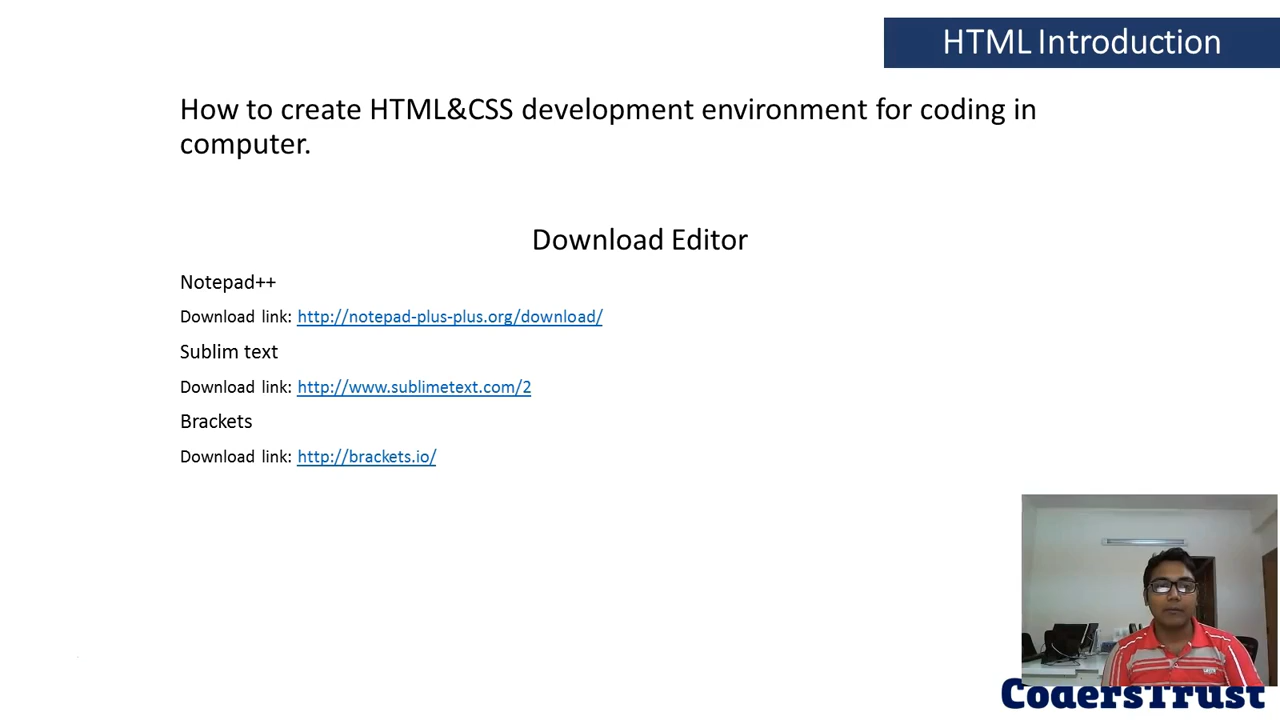 HTML Introduction
How to create HTML&CSS development environment for coding in
computer.
Download Editor
Notepad++
Download link: http://notepad-plus-plus.org/download/
Sublim text
Download link: http://www.sublimetext.com/2
Brackets
Download link: http://brackets.io/
CodersTrust